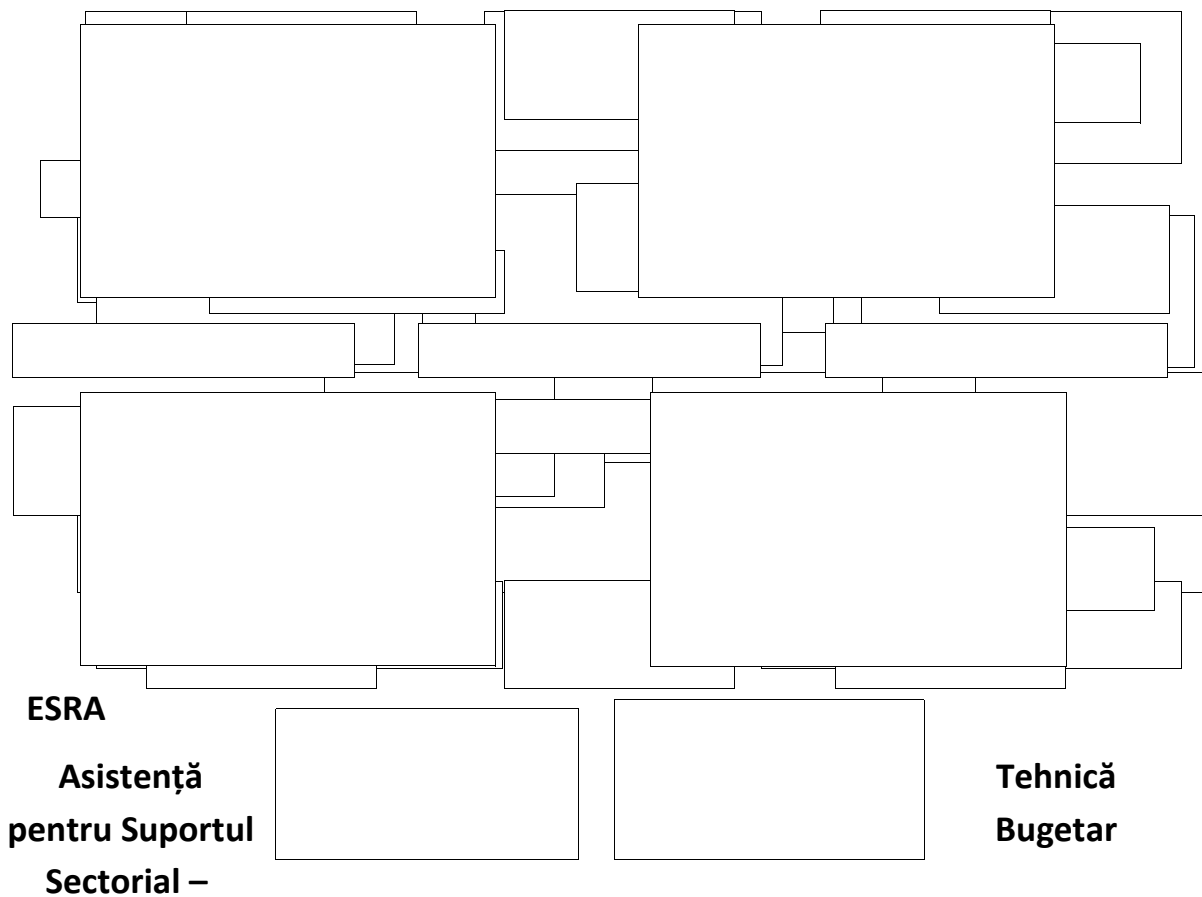 ESRA
Asistență Tehnică
pentru Suportul Bugetar
Sectorial –